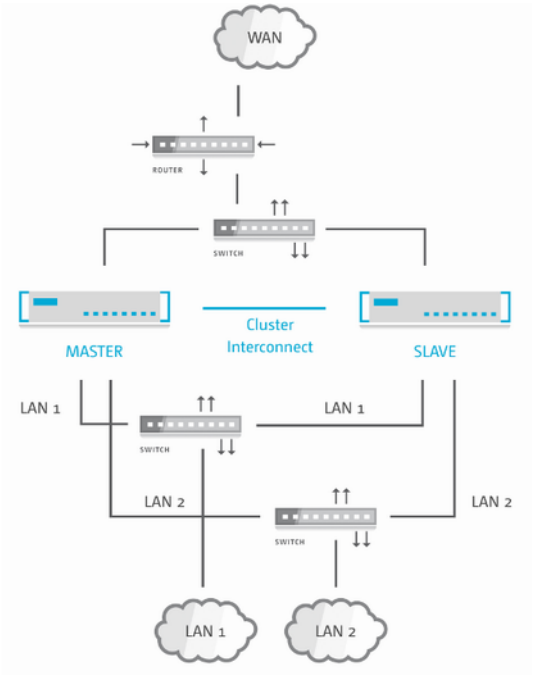 WAN
ROUTER
SWITCH
Cluster
Interconnect
MASTER
SLAVE
LAN 1
LAN 1
SWITCH
LAN 2
LAN 2
SWITCH
LAN 1
LAN 2